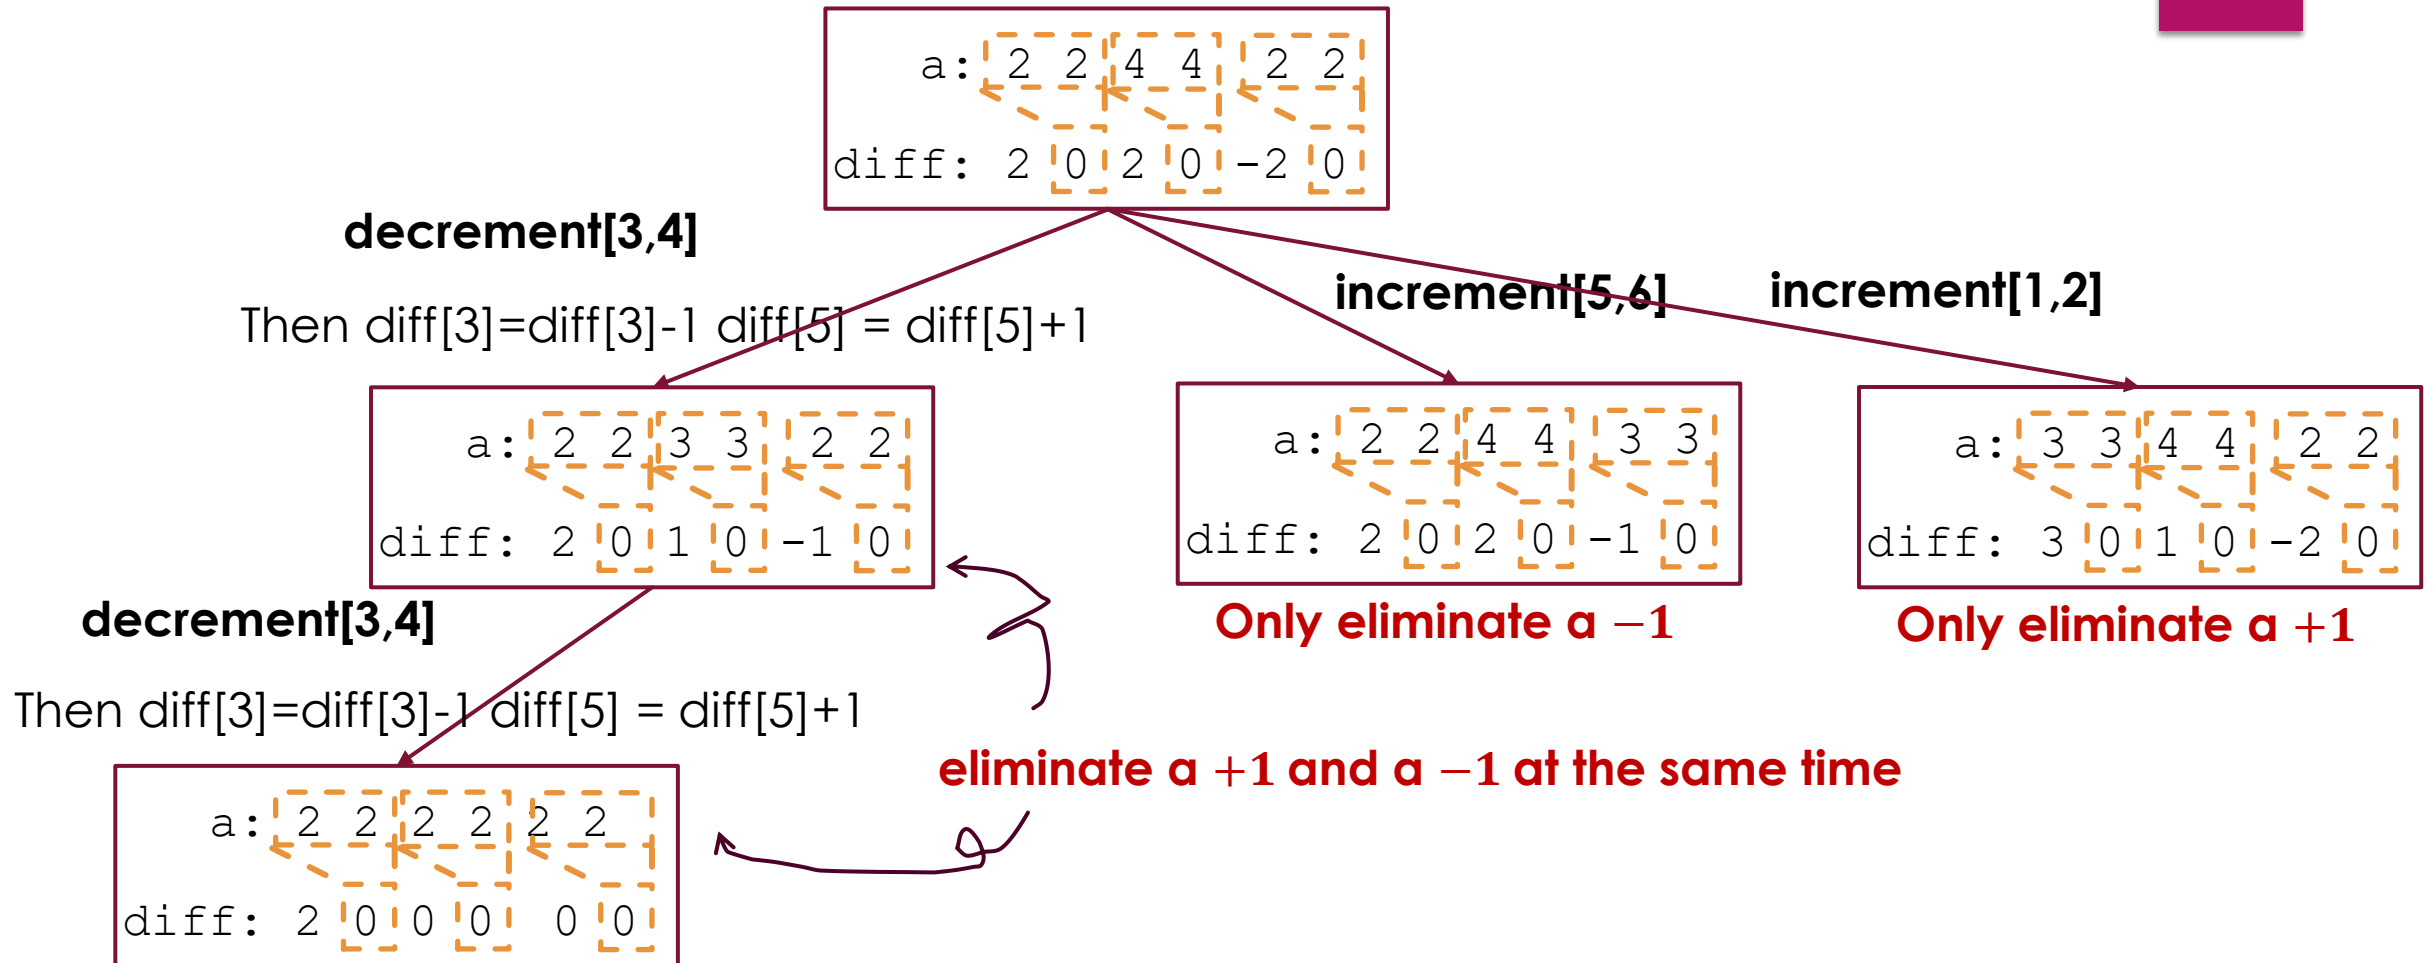 a: 2 2 4 4 2 2
diff: 2 0 2 0 -2 0
decrement[3,4]
Then diff[3]=diff[3]-1 diff[5] = diff[5]+1
increment[5,6]
increment[1,2]
a: 2 2 3 3 2 2
diff: 2 0 1 0 -1 0
a: 2 2 4 4 3 3
diff: 2 0 2 0 -1 0
a: 3 3 4 4 2 2
diff: 3 0 1 0 -2 0
Only eliminate a −1
Only eliminate a +1
decrement[3,4]
Then diff[3]=diff[3]-1 diff[5] = diff[5]+1
eliminate a +1 and a −1 at the same time
a: 2 2 2 2 2 2
diff: 2 0 0 0 0 0